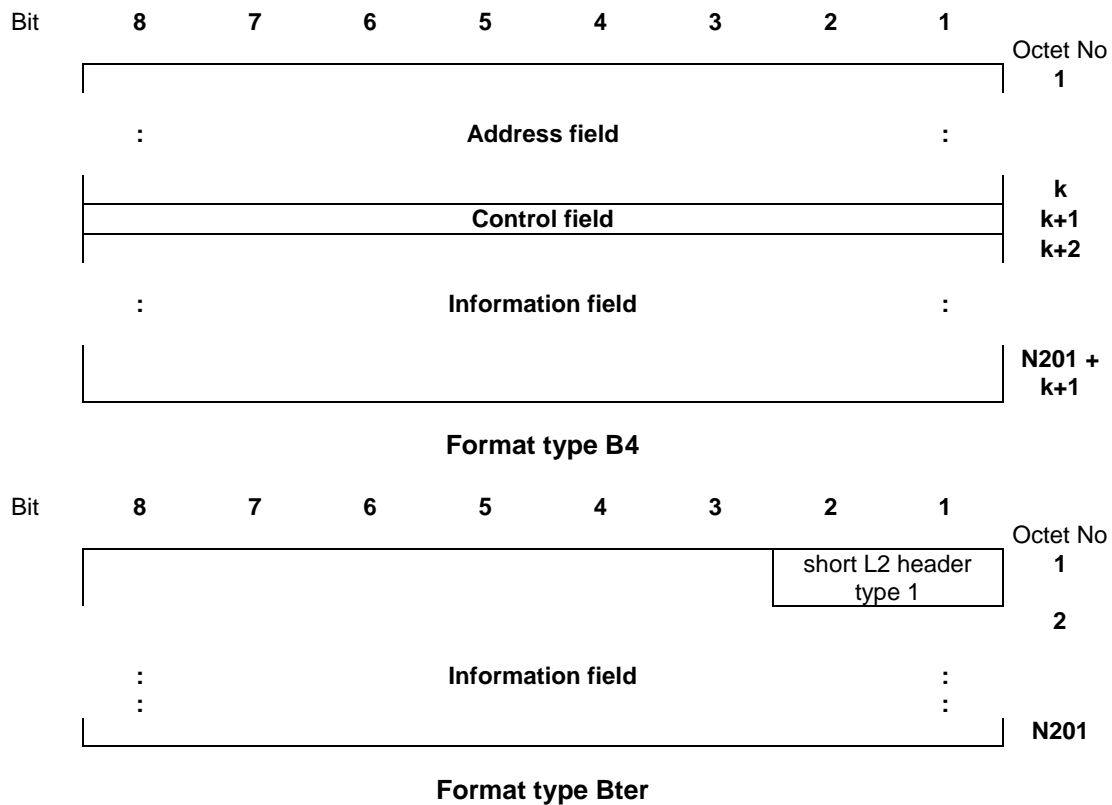 Bit 8 7 6 5 4 3 2 1
Octet No
1
: Address field :
k
Control field k+1
k+2
: Information field :
N201 +
k+1
Format type B4
Bit 8 7 6 5 4 3 2 1
Octet No
short L2 header 1
type 1
2
: Information field :
: :
N201
Format type Bter